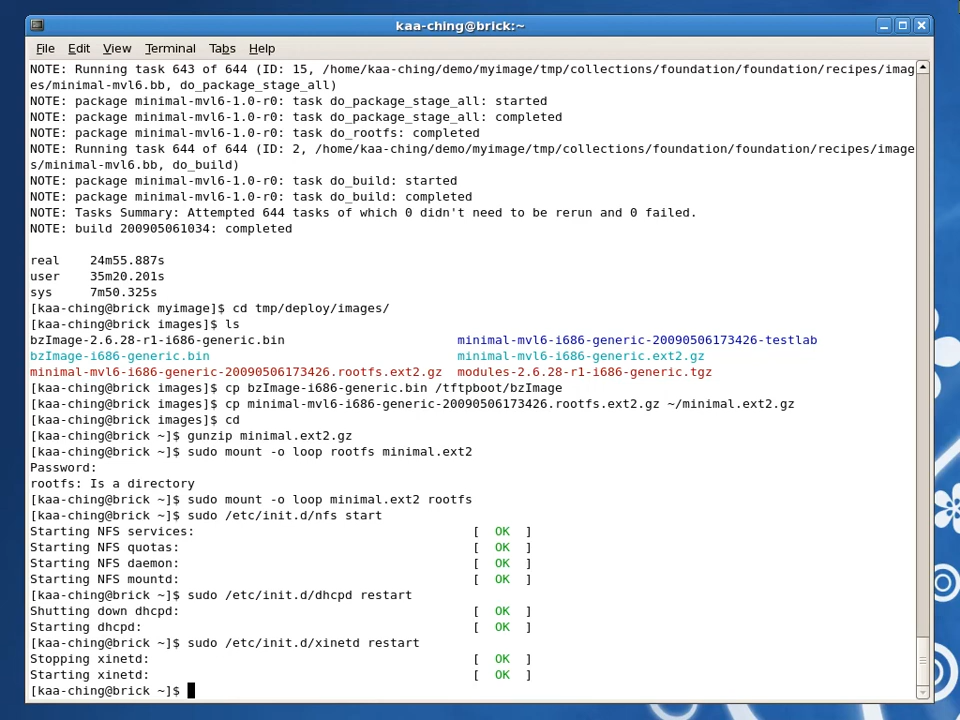 kaa-ching@brick:~
File Edit View Terminal Tabs Help
NOTE: Running task 643 of 644 (ID: 15, /home/kaa-ching/demo/myimage/tmp/collections/foundation/foundation/recipes/imag
es/minimal-mvl6.bb, do_package_stage_all)
NOTE: package minimal-mvl6-1.0-r0: task do_package_stage_all: started
NOTE: package minimal-mvl6-1.0-r0: task do_package_stage_all: completed
NOTE: package minimal-mvl6-1.0-r0: task do_rootfs: completed
NOTE: Running task 644 of 644 (ID: 2, /home/kaa-ching/demo/myimage/tmp/collections/foundation/foundation/recipes/image
s/minimal-mvl6.bb, do_build)
NOTE: package minimal-mvl6-1.0-r0: task do_build: started
NOTE: package minimal-mvl6-1.0-r0: task do_build: completed
NOTE: Tasks Summary: Attempted 644 tasks of which 0 didn't need to be rerun and 0 failed.
NOTE: build 200905061034: completed
real 24m55.887s
user 35m20.201s
sys 7m50.325s
[kaa-ching@brick myimage]$ cd tmp/deploy/images/
[kaa-ching@brick images]$ ls
bzImage-2.6.28-r1-i686-generic.bin minimal-mvl6-i686-generic-20090506173426-testlab
bzImage-i686-generic.bin minimal-mvl6-i686-generic.ext2.gz
minimal-mvl6-i686-generic-20090506173426.rootfs.ext2.gz modules-2.6.28-r1-i686-generic.tgz
[kaa-ching@brick images]$ cp bzImage-i686-generic.bin /tftpboot/bzImage
[kaa-ching@brick images]$ cp minimal-mvl6-i686-generic-20090506173426.rootfs.ext2.gz ~/minimal.ext2.gz
[kaa-ching@brick images]$ cd
[kaa-ching@brick ~]$ gunzip minimal.ext2.gz
[kaa-ching@brick ~]$ sudo mount -o loop rootfs minimal.ext2
Password:
rootfs: Is a directory
[kaa-ching@brick ~]$ sudo mount -o loop minimal.ext2 rootfs
[kaa-ching@brick ~]$ sudo /etc/init.d/nfs start
Starting NFS services: [ OK ]
Starting NFS quotas: [ OK ]
Starting NFS daemon: [ OK ]
Starting NFS mountd: [ OK ]
[kaa-ching@brick ~]$ sudo /etc/init.d/dhcpd restart
Shutting down dhcpd: [ OK ]
Starting dhcpd: [ OK ]
[kaa-ching@brick ~]$ sudo /etc/init.d/xinetd restart
Stopping xinetd: [ OK ]
Starting xinetd: [ OK ]
[kaa-ching@brick ~]$